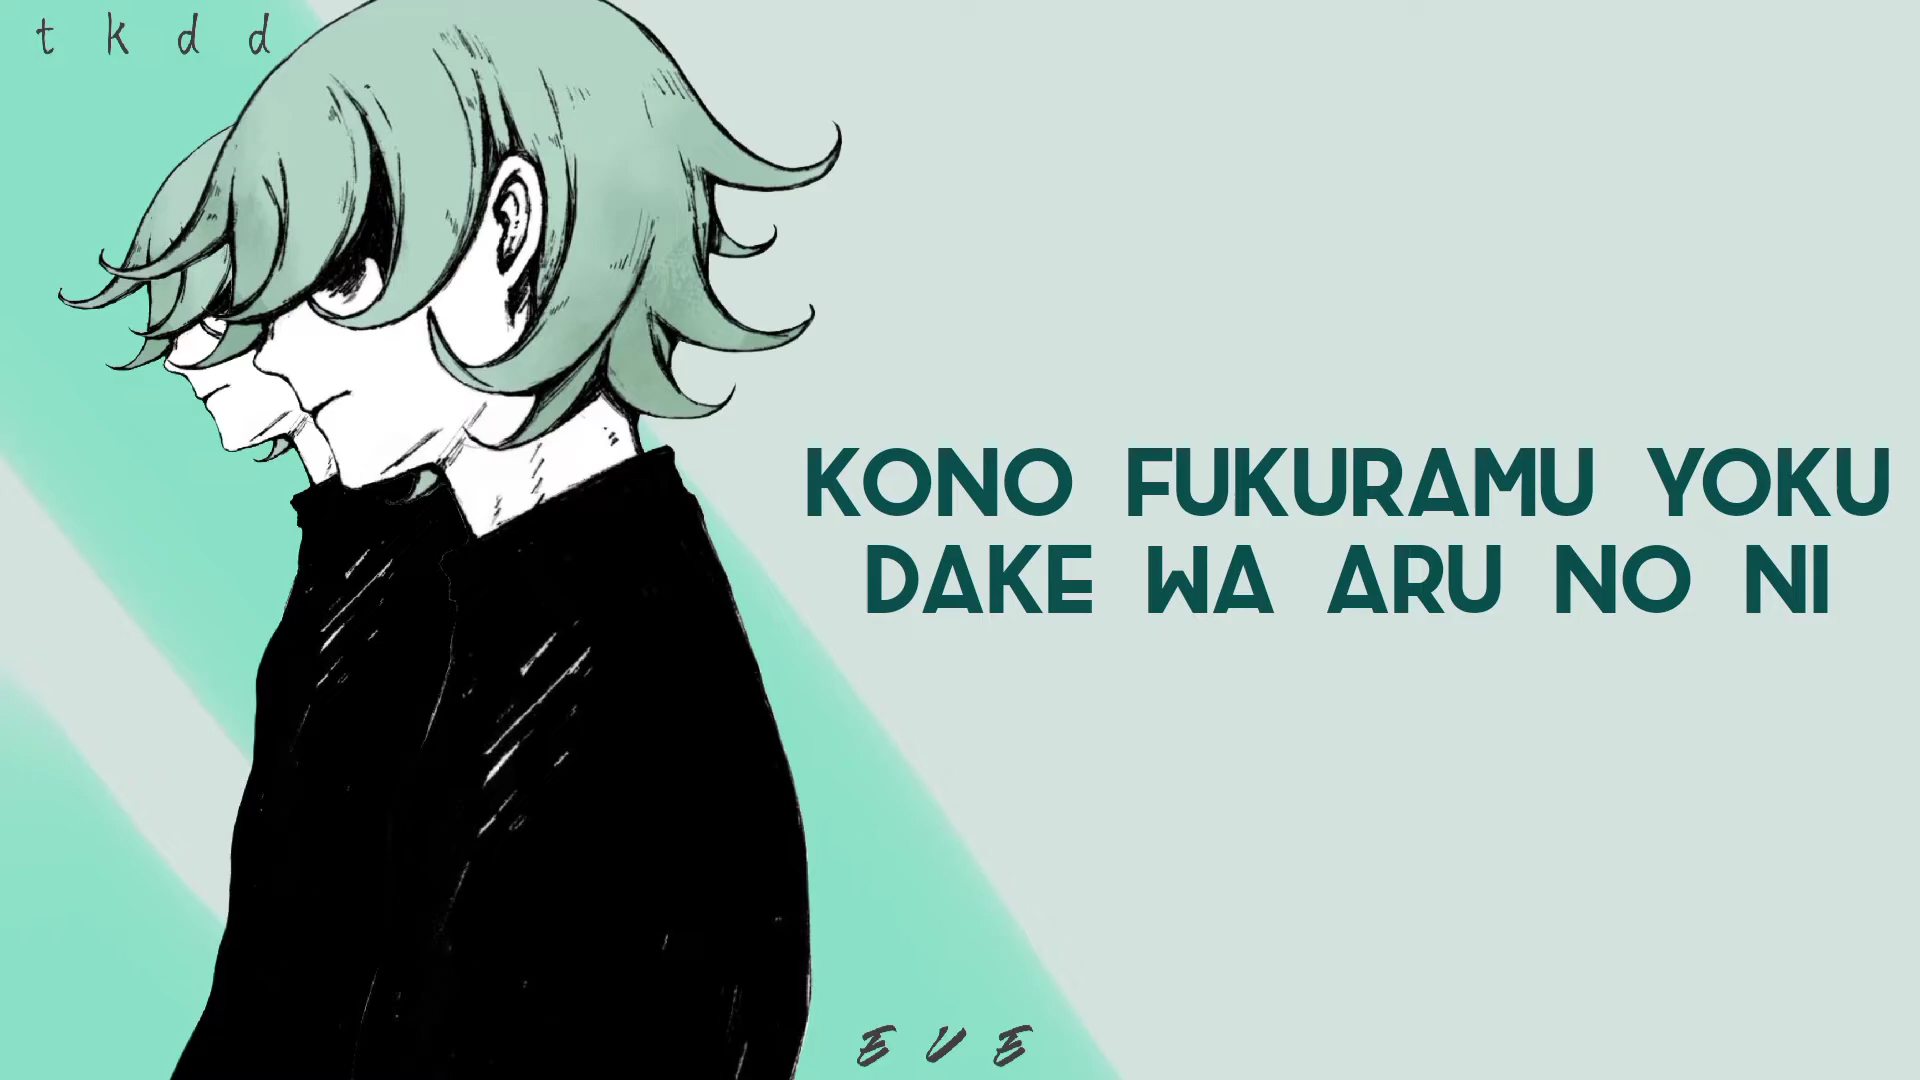 t k d d
KONO FUKURAMU YOKU
DAKE WA ARU NO NI
E V E